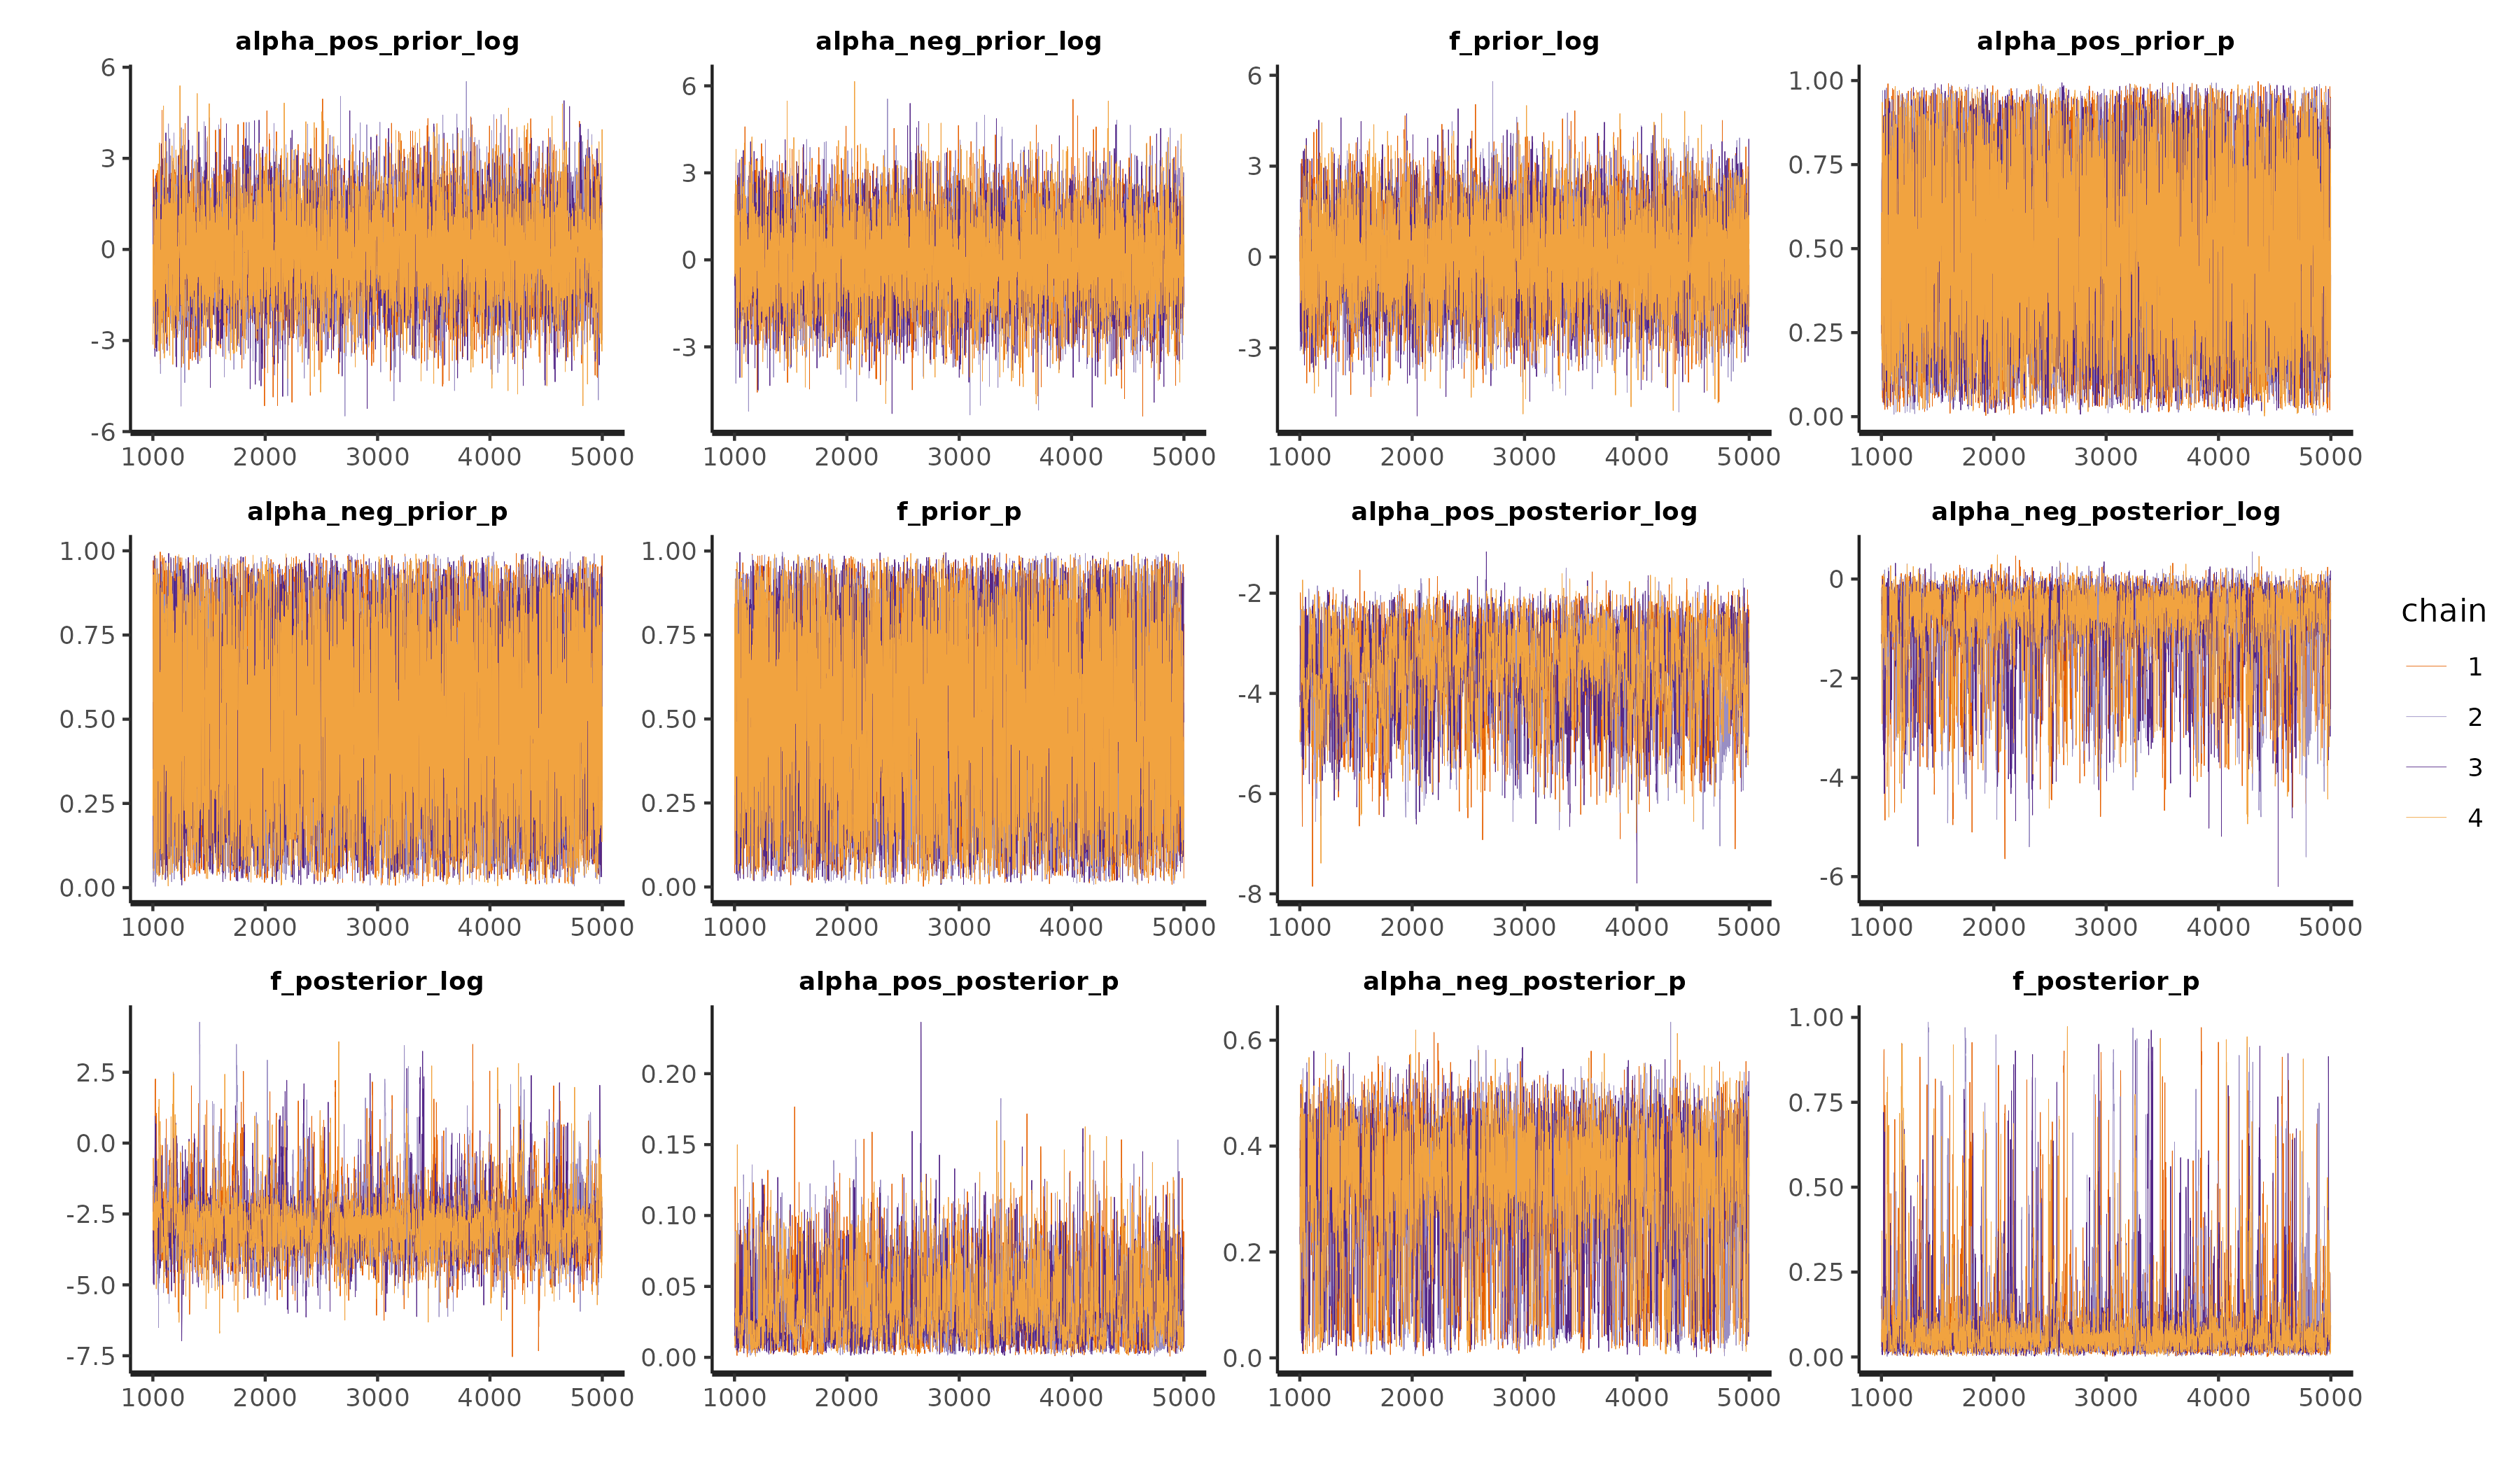 alpha_pos_prior_log
alpha_neg_prior_log
f_prior_log
alpha_pos_prior_p
6
3
0
-3
-6
1000 2000 3000 4000 5000
6
3
0
-3
1000 2000 3000 4000 5000
6
3
0
-3
1000 2000 3000 4000 5000
1.00
0.75
0.50
0.25
0.00
1000 2000 3000 4000 5000
alpha_neg_prior_p
f_prior_p
alpha_pos_posterior_log
alpha_neg_posterior_log
1.00
0.75
0.50
0.25
0.00
1000 2000 3000 4000 5000
1.00
0.75
0.50
0.25
0.00
1000 2000 3000 4000 5000
-2
-4
-6
-8
1000 2000 3000 4000 5000
0
-2
-4
-6
1000 2000 3000 4000 5000
chain
1
2
3
4
f_posterior_log
alpha_pos_posterior_p
alpha_neg_posterior_p
f_posterior_p
2.5
0.0
-2.5
-5.0
-7.5
1000 2000 3000 4000 5000
0.20
0.15
0.10
0.05
0.00
1000 2000 3000 4000 5000
0.6
0.4
0.2
0.0
1000 2000 3000 4000 5000
1.00
0.75
0.50
0.25
0.00
1000 2000 3000 4000 5000